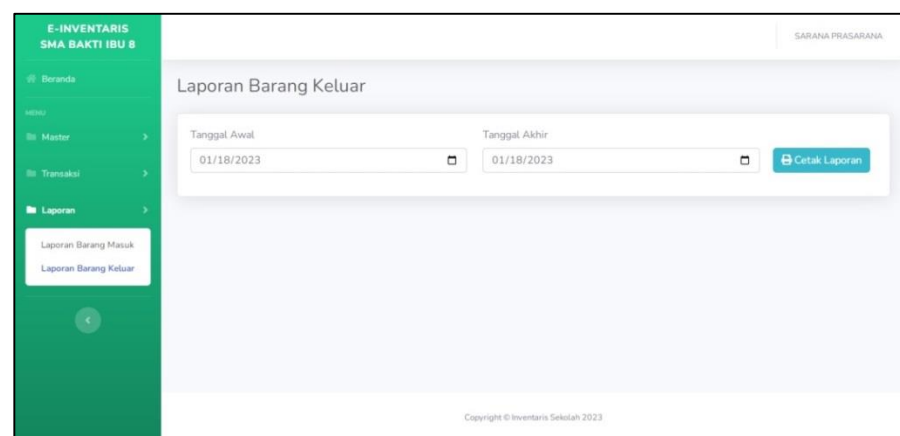 E-INVENTARIS
SMA BAKTI IBU 8
SARANA PRASARANA
Beranda
Laporan Barang Keluar
MENU
Master
Tanggal Awal
Tanggal Akhir
01/18/2023
01/18/2023
Cetak Laporan
Transaksi
Laporan
Laporan Barang Masuk
Laporan Barang Keluar
Copyright © Inventaris Sekolah 2023